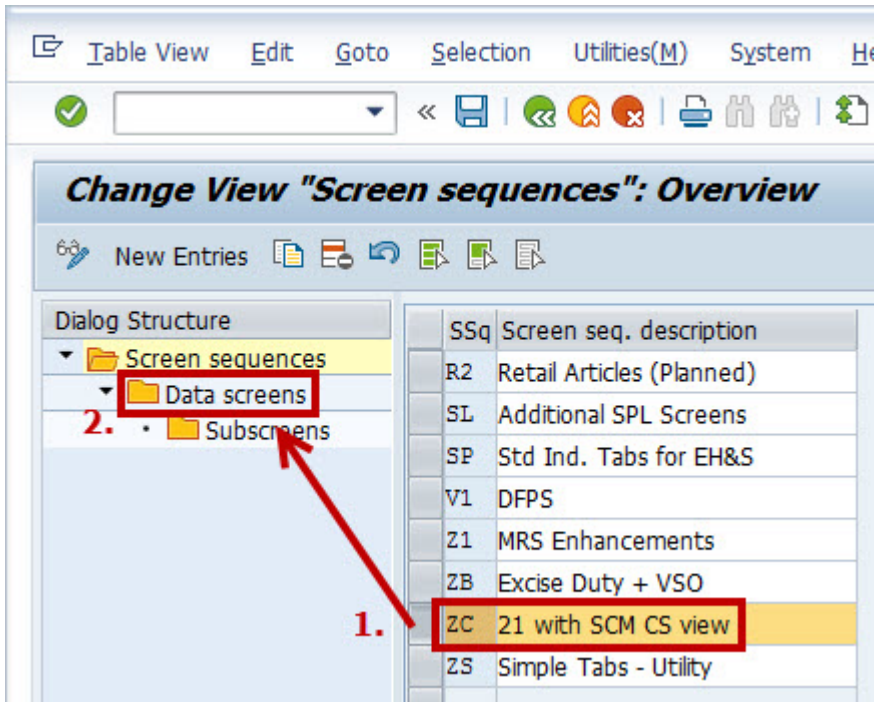 Table View Edit Goto Selection Utilities(M) System He
Change View "Screen sequences": Overview
New Entries
Dialog Structure
Screen sequences
Data screens
2.
Subscreens
SSq Screen seq. description
R2 Retail Articles (Planned)
SL Additional SPL Screens
SP Std Ind. Tabs for EH&S
V1 DFPS
Z1 MRS Enhancements
ZB Excise Duty + VSO
1.
ZC 21 with SCM CS view
ZS Simple Tabs - Utility